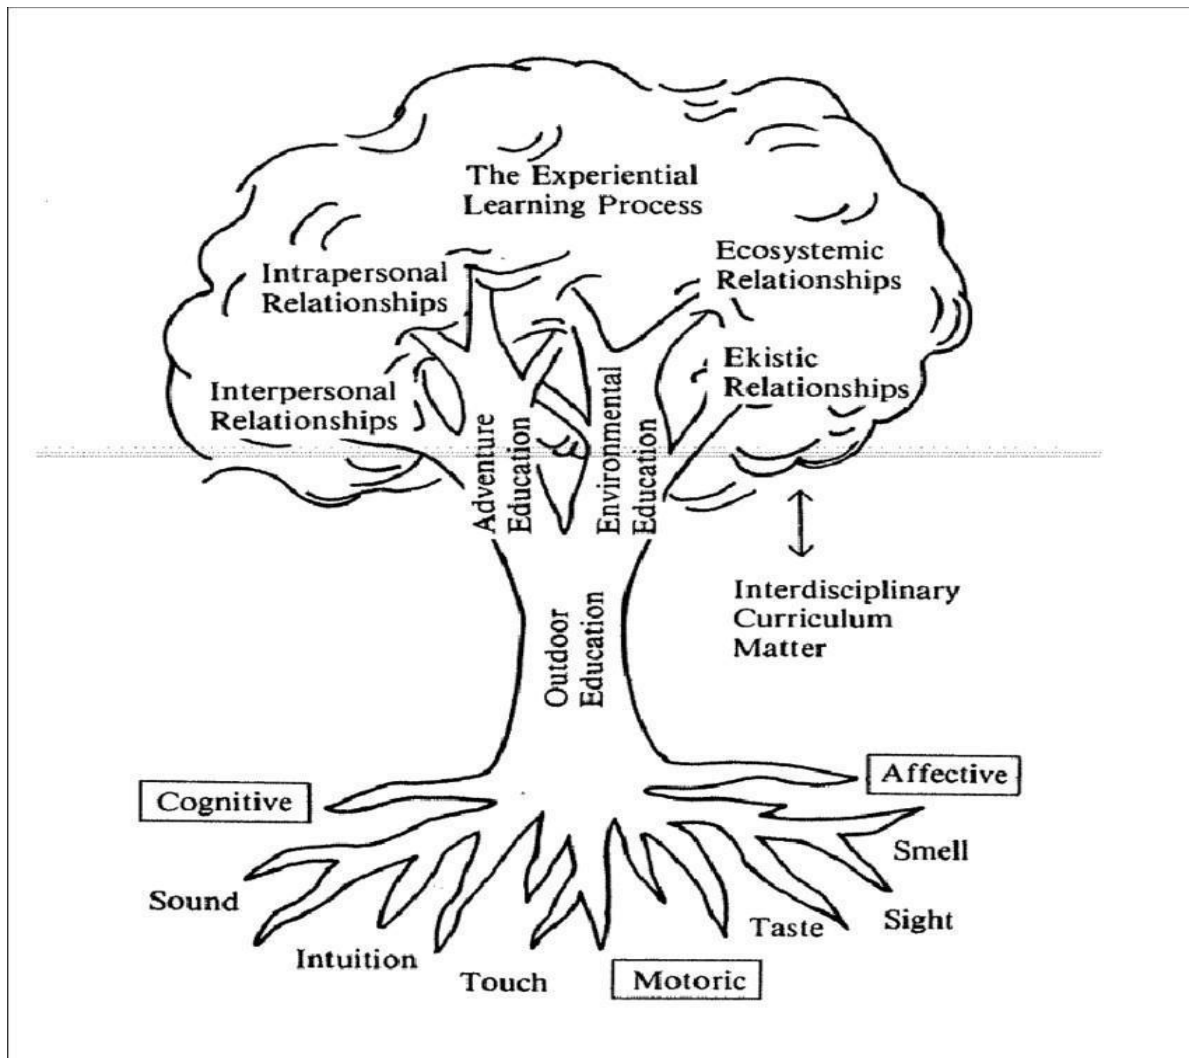 The Experiential
Learning Process
Intrapersonal
Relationships
Ecosystemic
Relationships
Interpersonal
Relationships
Ekistic
Relationships
Adventure
Education
Environmental
Education
Interdisciplinary
Curriculum
Matter
Outdoor
Education
Cognitive
Affective
Sound
Smell
Intuition
Sight
Touch
Taste
Motoric